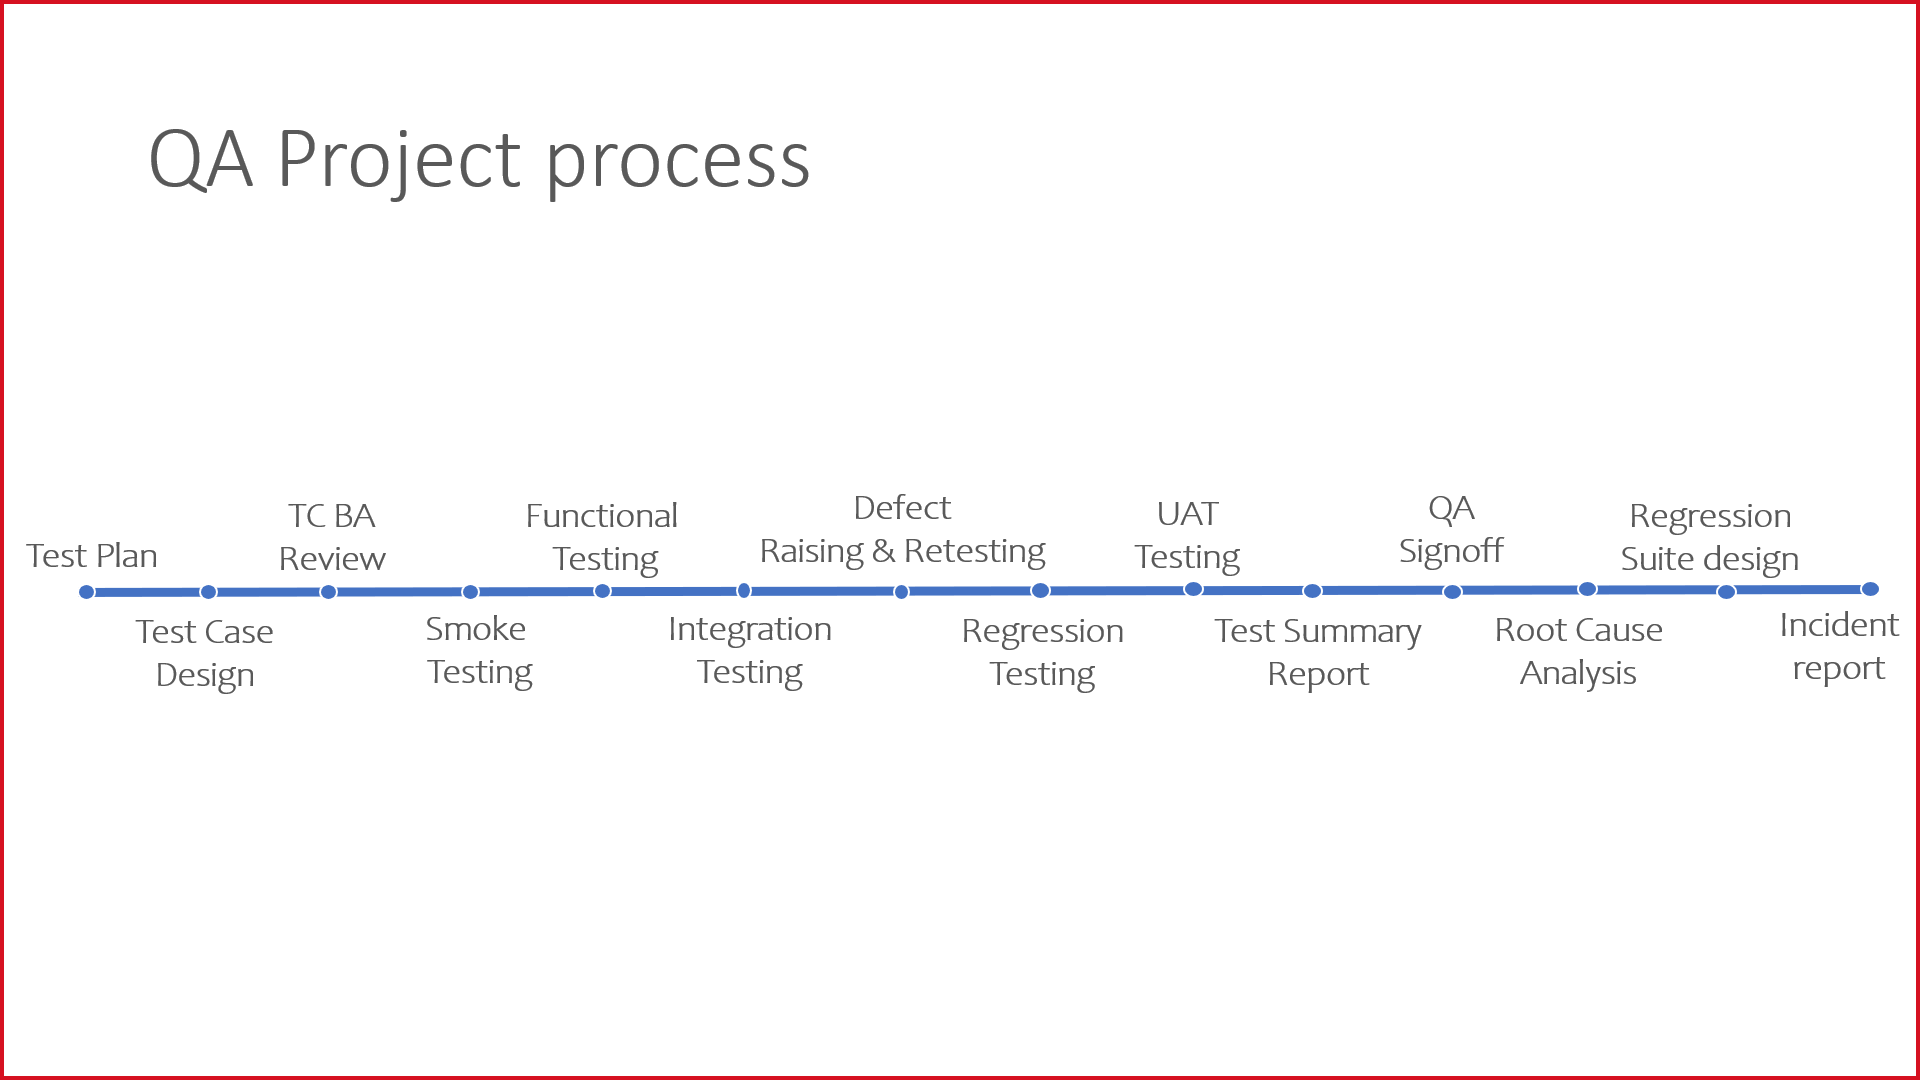 QA Project process
Test Plan
Test Case
Design
TC BA
Review
Smoke
Testing
Functional
Testing
Integration
Testing
Defect
Raising & Retesting
Regression
Testing
UAT
Testing
Test Summary
Report
QA
Signoff
Root Cause
Analysis
Regression
Suite design
Incident
report